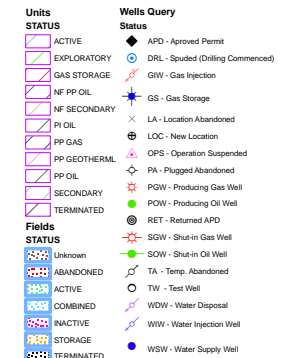 Units
STATUS
ACTIVE
EXPLORATORY
GAS STORAGE
NF PP OIL
NF SECONDARY
PI OIL
PP GAS
PP GEOTHERML
PP OIL
SECONDARY
TERMINATED
Fields
STATUS
Unknown
ABANDONED
ACTIVE
COMBINED
INACTIVE
STORAGE
TERMINATED
Wells Query
Status
APD - Aproved Permit
DRL - Spuded (Drilling Commenced)
GIW - Gas Injection
GS - Gas Storage
LA - Location Abandoned
LOC - New Location
OPS - Operation Suspended
PA - Plugged Abandoned
PGW - Producing Gas Well
POW - Producing Oil Well
RET - Returned APD
SGW - Shut-in Gas Well
SOW - Shut-in Oil Well
TA - Temp. Abandoned
TW - Test Well
WDW - Water Disposal
WIW - Water Injection Well
WSW - Water Supply Well